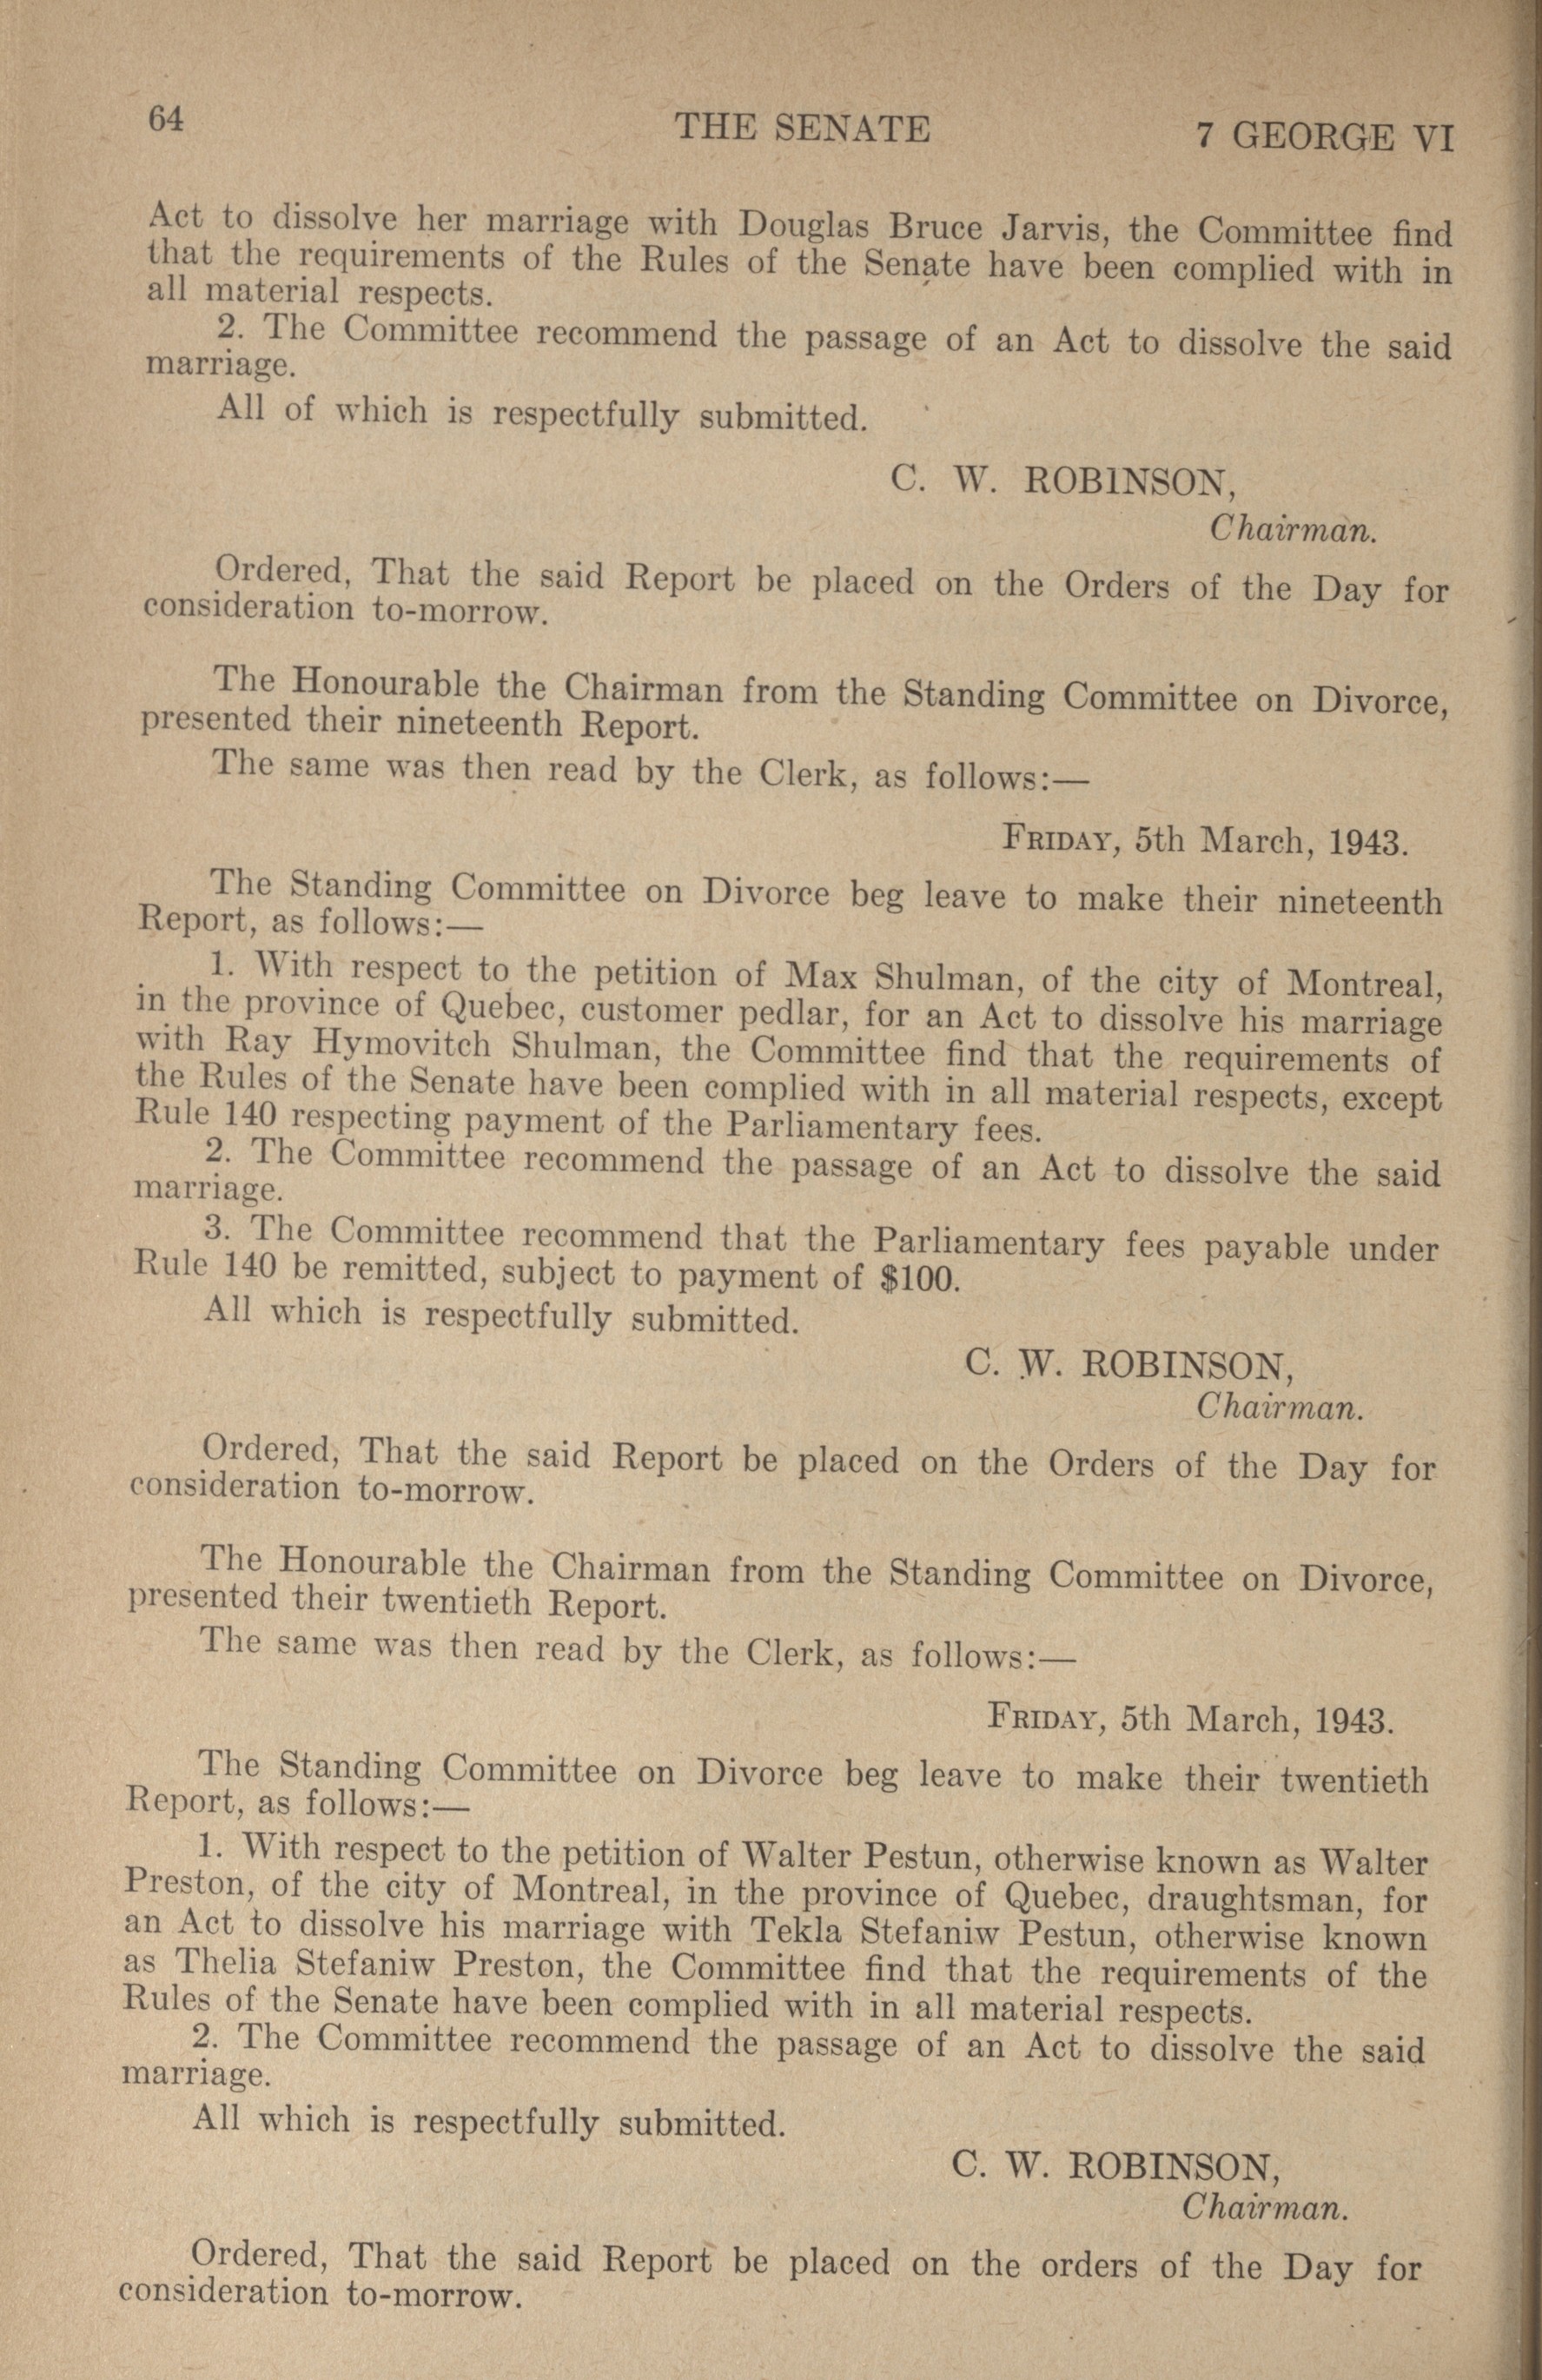 64 THE SENATE 7 GEORGE VI
Act to dissolve her marriage with Douglas Bruce Jarvis, the Committee find
that the requirements of the Rules of the Senate have been complied with in
all material respects.
2. The Committee recommend the passage of an Act to dissolve the said
marriage.
All of which is respectfully submitted.
C. W. ROBINSON,
Chairman.
Ordered, That the said Report be placed on the Orders of the Day for
consideration to-morrow.
The Honourable the Chairman from the Standing Committee on Divorce,
presented their nineteenth Report.
The same was then read by the Clerk, as follows:—
FRIDAY, 5th March, 1943.
The Standing Committee on Divorce beg leave to make their nineteenth
Report, as follows:—
1. With respect to the petition of Max Shulman, of the city of Montreal,
in the province of Quebec, customer pedlar, for an Act to dissolve his marriage
with Ray Hymovitch Shulman, the Committee find that the requirements of
the Rules of the Senate have been complied with in all material respects, except
Rule 140 respecting payment of the Parliamentary fees.
2. The Committee recommend the passage of an Act to dissolve the said
marriage.
3. The Committee recommend that the Parliamentary fees payable under
Rule 140 be remitted, subject to payment of $100.
All which is respectfully submitted.
C. W. ROBINSON,
Chairman.
Ordered, That the said Report be placed on the Orders of the Day for
consideration to-morrow.
The Honourable the Chairman from the Standing Committee on Divorce,
presented their twentieth Report.
The same was then read by the Clerk, as follows:—
FRIDAY, 5th March, 1943.
The Standing Committee on Divorce beg leave to make their twentieth
Report, as follows:—
1. With respect to the petition of Walter Pestun, otherwise known as Walter
Preston, of the city of Montreal, in the province of Quebec, draughtsman, for
an Act to dissolve his marriage with Tekla Stefaniw Pestun, otherwise known
as Thelia Stefaniw Preston, the Committee find that the requirements of the
Rules of the Senate have been complied with in all material respects.
2. The Committee recommend the passage of an Act to dissolve the said
marriage.
All which is respectfully submitted.
C. W. ROBINSON,
Chairman.
Ordered, That the said Report be placed on the orders of the Day for
consideration to-morrow.